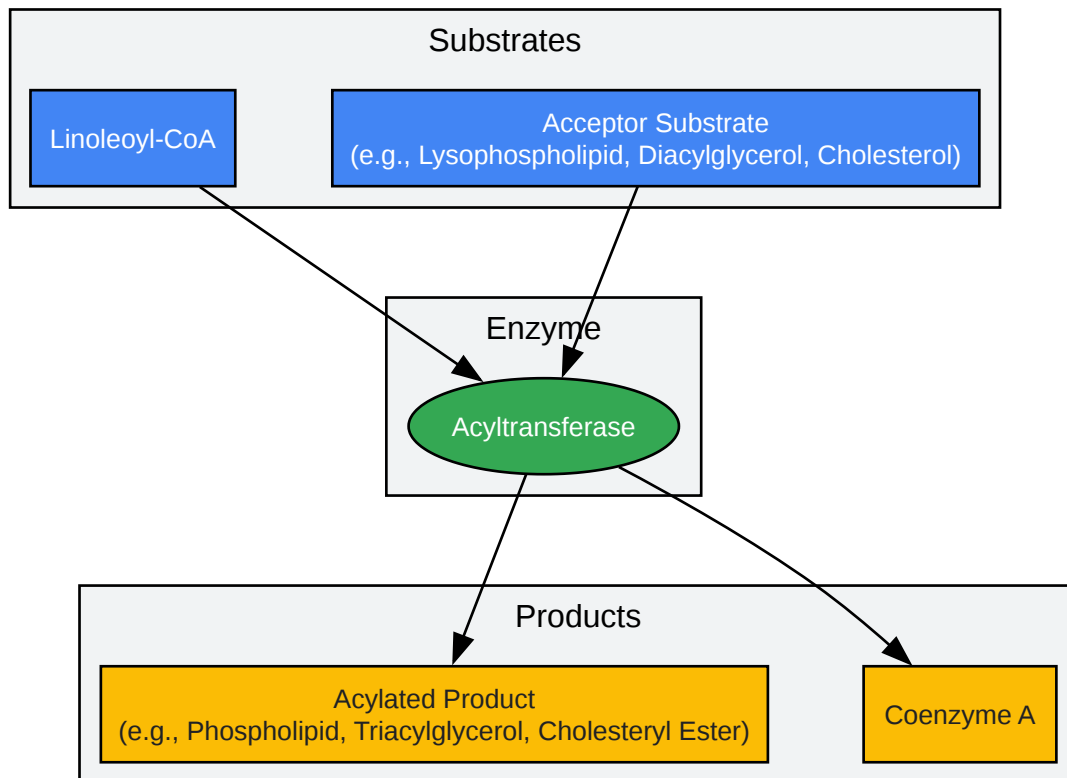 Substrates
Linoleoyl-CoA
Acceptor Substrate
(e.g., Lysophospholipid, Diacylglycerol, Cholesterol)
Enzyme
Acyltransferase
Products
Acylated Product
(e.g., Phospholipid, Triacylglycerol, Cholesteryl Ester)
Coenzyme A